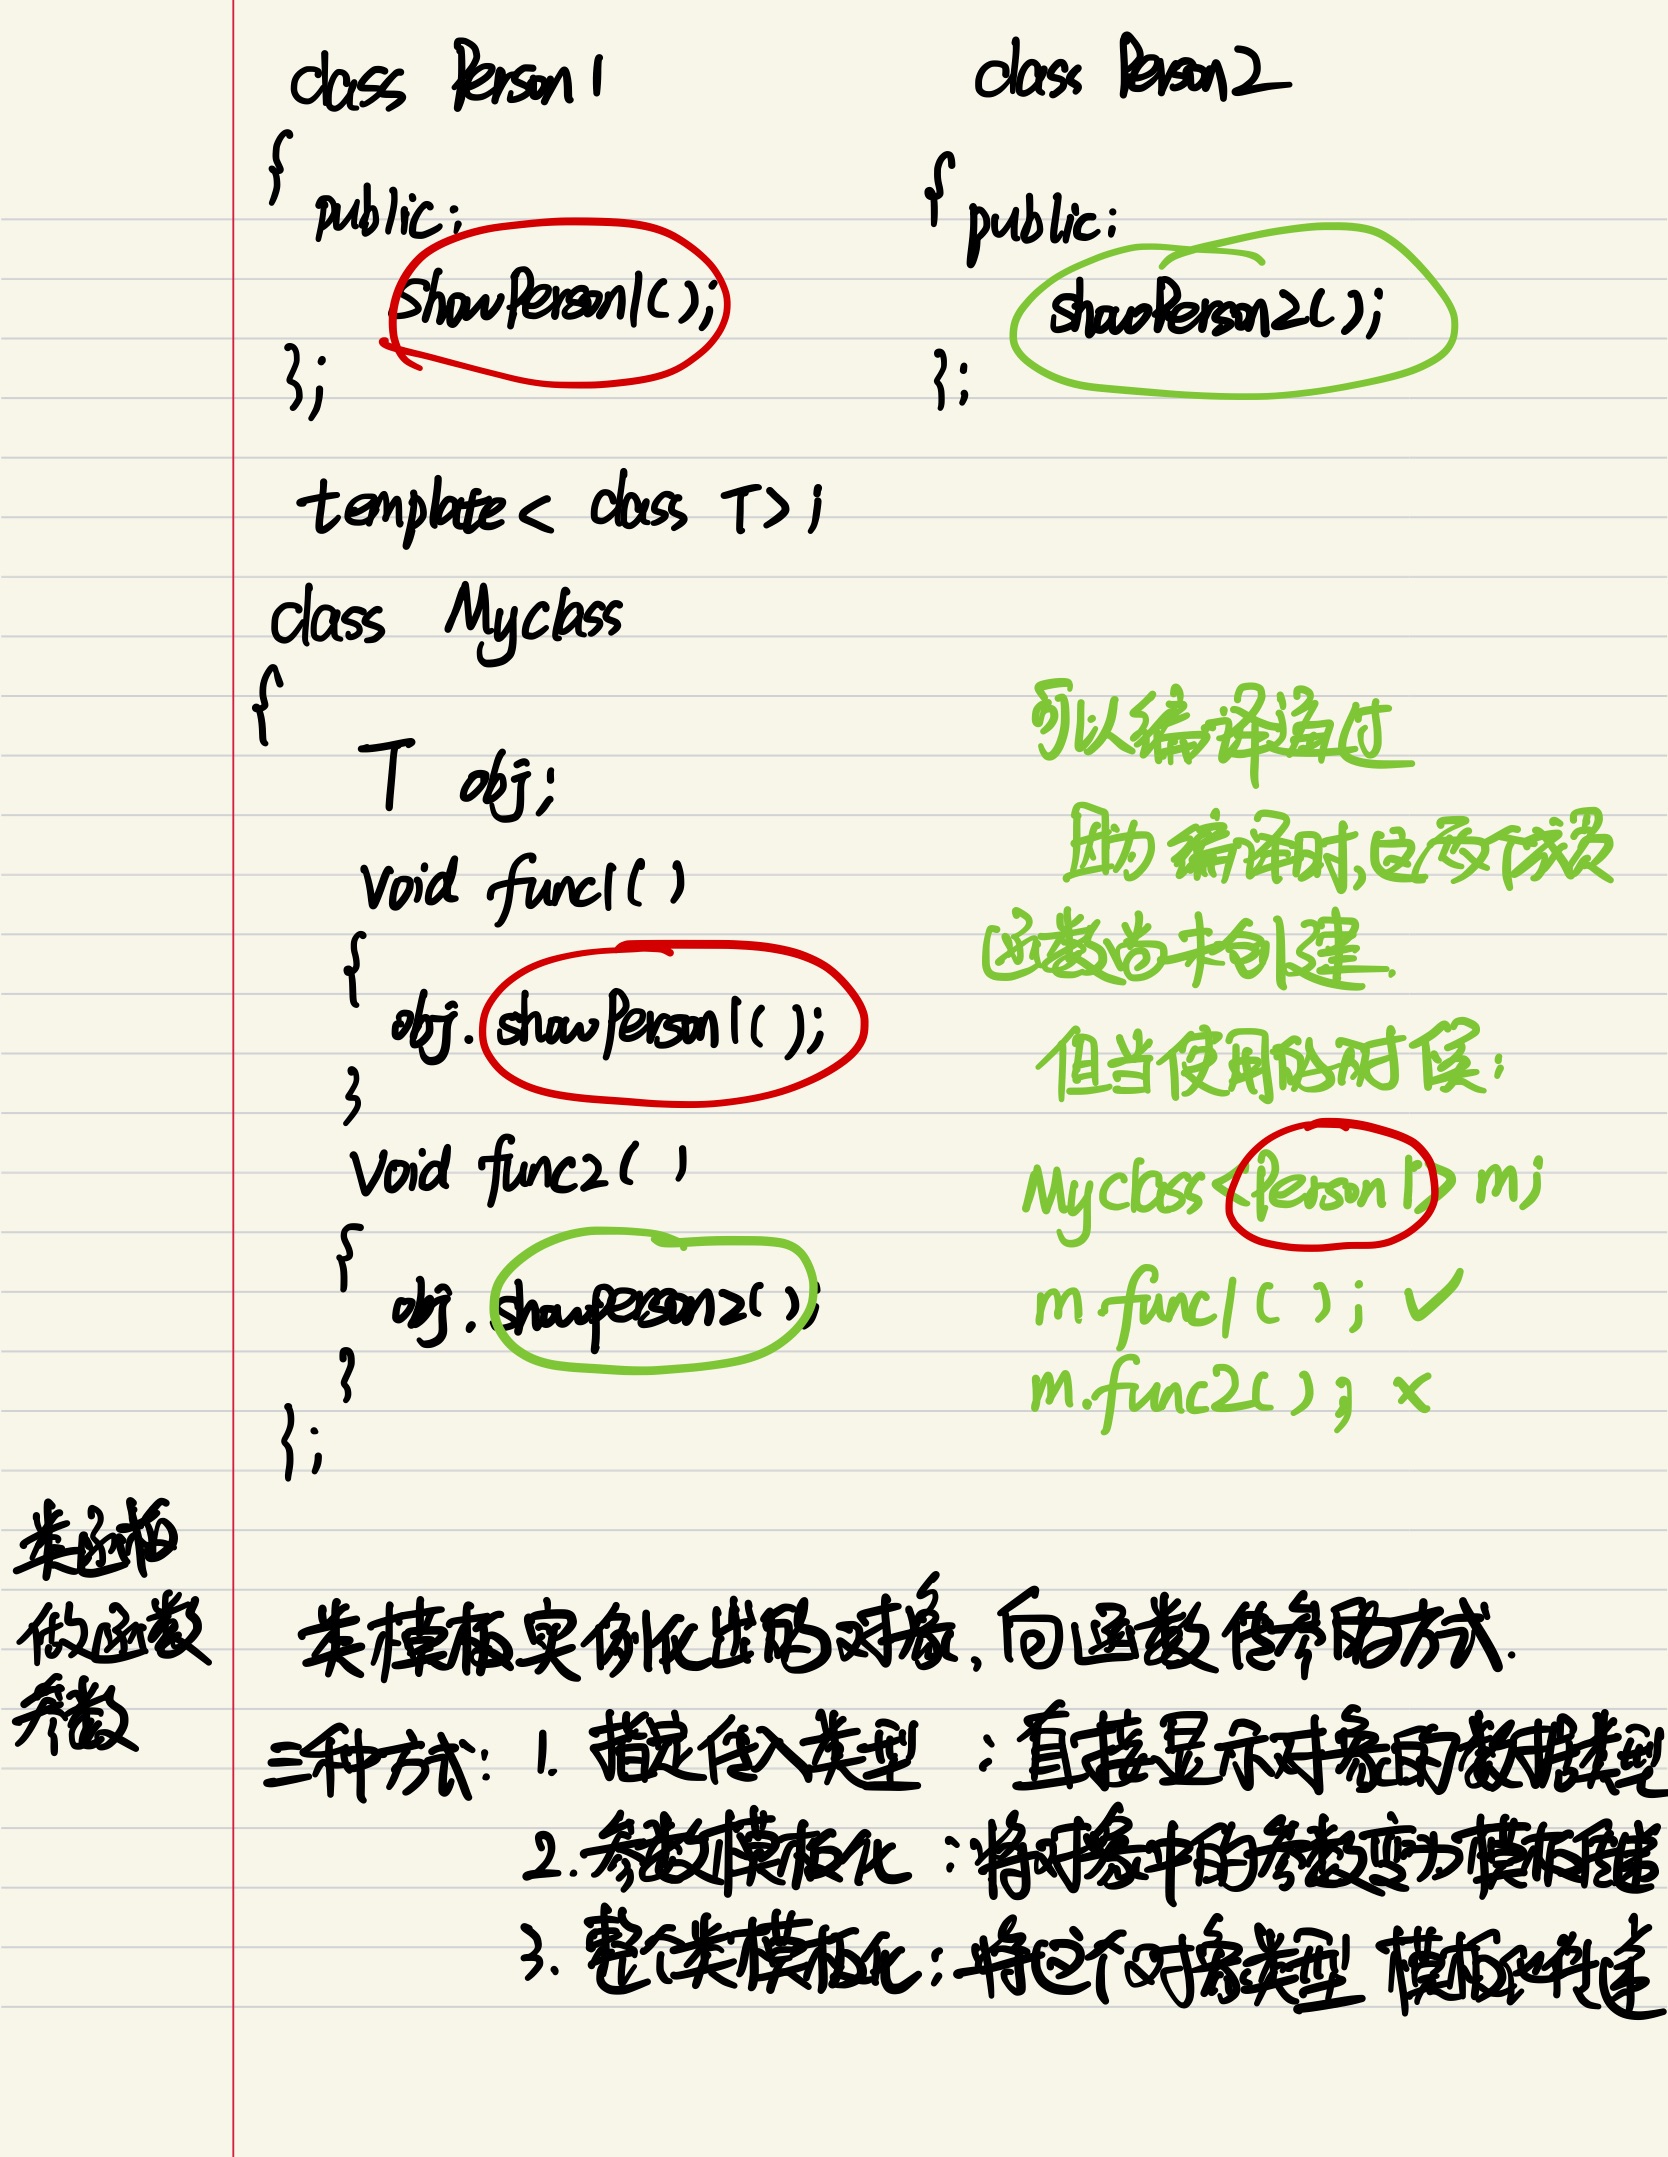 class Person1
{
public:
showPerson1();
};
class Person2
{
public:
showPerson2();
};
template< class T>;
class Myclass
{
T obj;
void func1()
{
obj.showPerson1();
}
void func2()
{
obj.showperson2();
}
};
可以编译通过
因为编译时,这两个成员
函数尚未创建.
但当使用的时候:
Myclass<Person1> m;
m.func1(); ✓
m.func2(); ×
类函
做函数
参数
类模板实例化出的对象,向函数传参的方式.
三种方式: 1. 指定传入类型 : 直接显示对象的数据类型
2. 参数模板化 : 将对象中的参数变为模板传递
3. 整个类模板化: 将这个对象类型 模板化传递